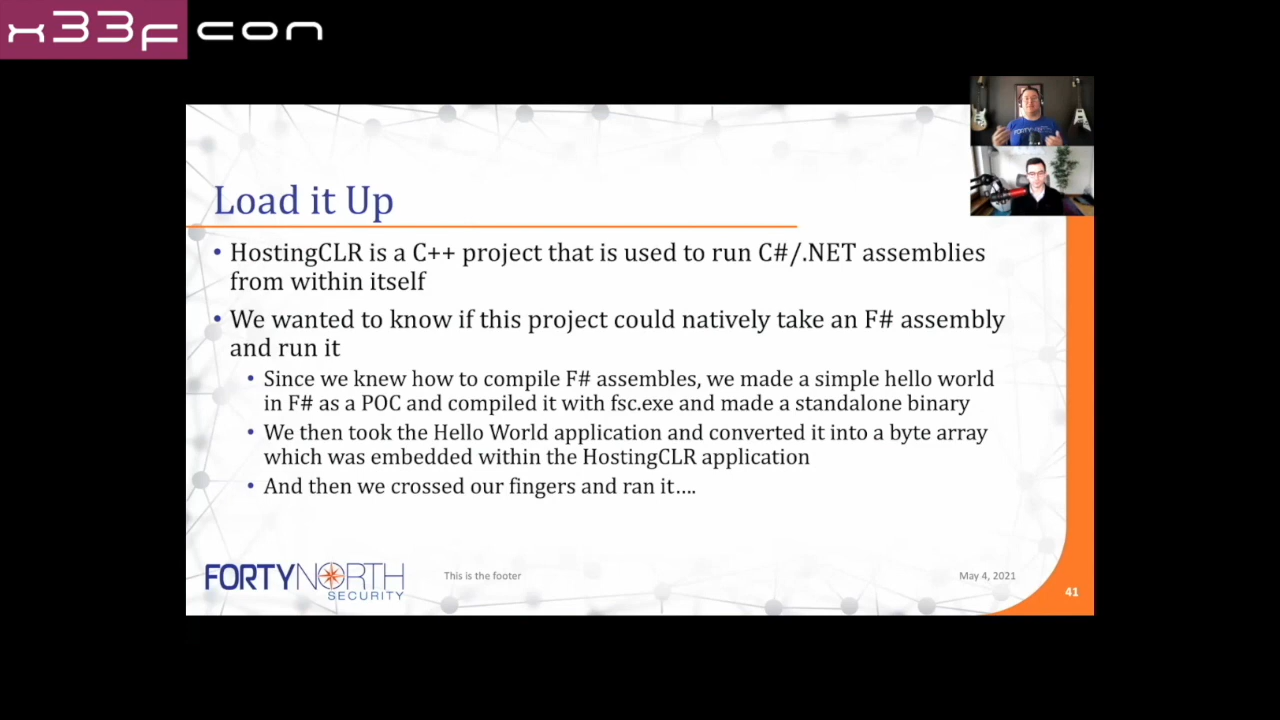 x33fcon
Load it Up
• HostingCLR is a C++ project that is used to run C#/.NET assemblies
from within itself
• We wanted to know if this project could natively take an F# assembly
and run it
• Since we knew how to compile F# assembles, we made a simple hello world
in F# as a POC and compiled it with fsc.exe and made a standalone binary
• We then took the Hello World application and converted it into a byte array
which was embedded within the HostingCLR application
• And then we crossed our fingers and ran it….
FORTYNORTH
SECURITY
This is the footer
May 4, 2021
41